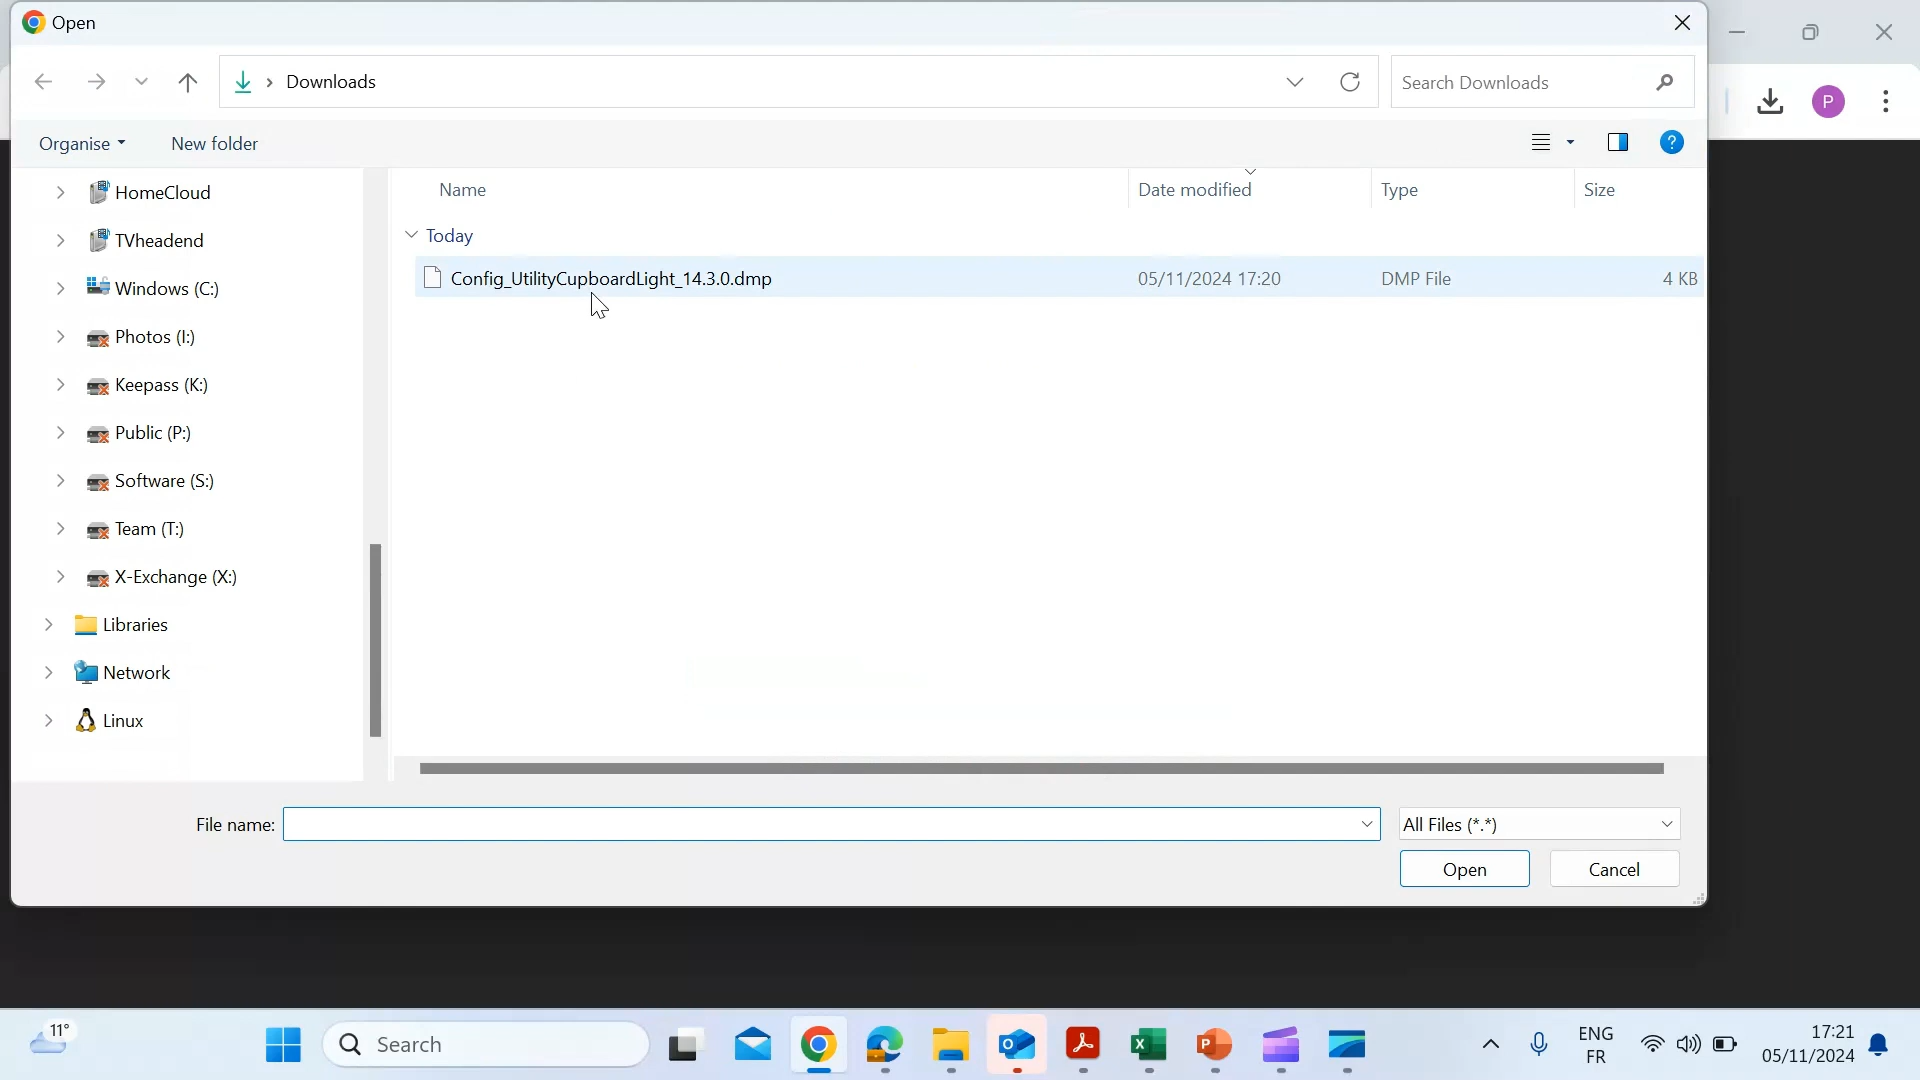 Open
Downloads
Search Downloads
P
Organise
New folder
?
HomeCloud
TVheadend
Windows (C:)
Photos (I:)
Keepass (K:)
Public (P:)
Software (S:)
Team (T:)
X-Exchange (X:)
Libraries
Network
Linux
Name Date modified Type Size
Today
Config_UtilityCupboardLight_14.3.0.dmp 05/11/2024 17:20 DMP File 4 KB
File name:
All Files (*.*)
Open Cancel
11°
Search
ENG
FR
17:21
05/11/2024